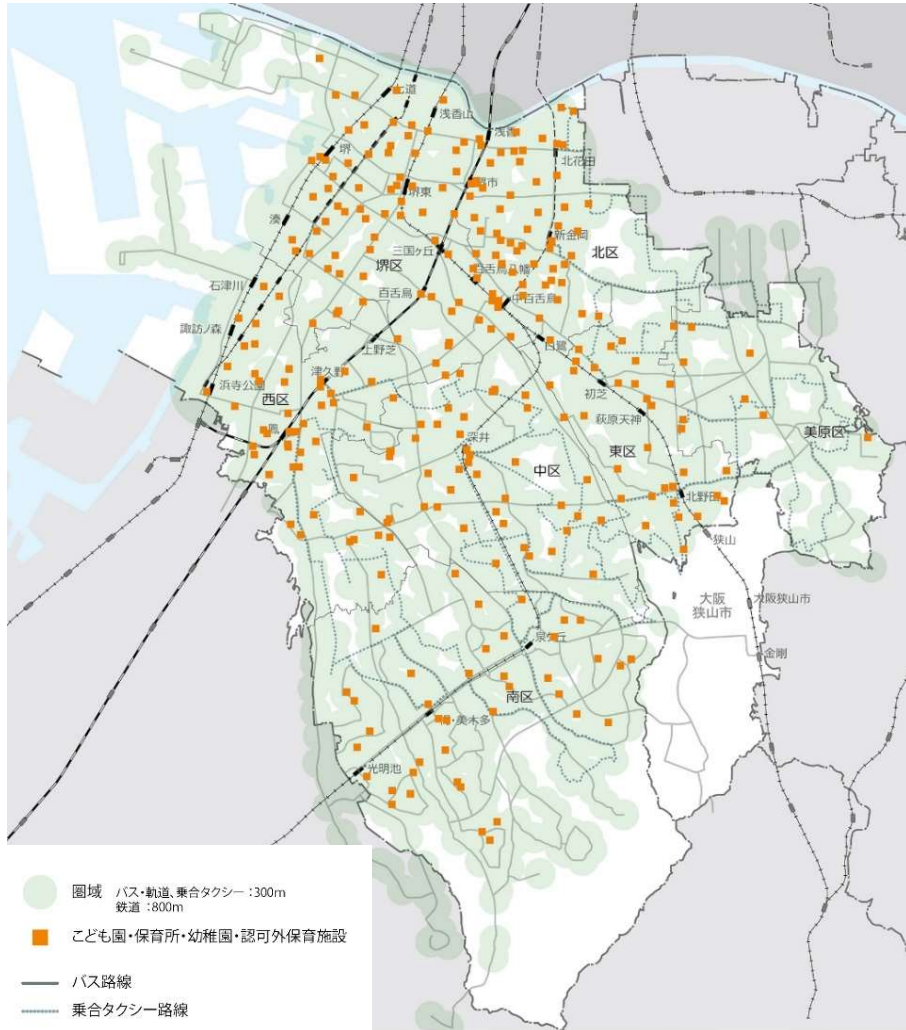 七道
浅香山
浅香
北花田
堺
堺市
堺東
湊
新金岡
北区
三国ヶ丘
堺区
百舌鳥八幡
石津川
百舌鳥
中百舌鳥
諏訪ノ森
上野芝
白鷺
津久野
浜寺公園
初芝
西区
萩原天神
鳳
美原区
深井
東区
中区
北野田
狭山
大阪
狭山市
大阪狭山市
泉ヶ丘
金剛
南区
栂・美木多
光明池
圏域 バス・軌道、乗合タクシー:300m
鉄道:800m
こども園・保育所・幼稚園・認可外保育施設
バス路線
乗合タクシー路線